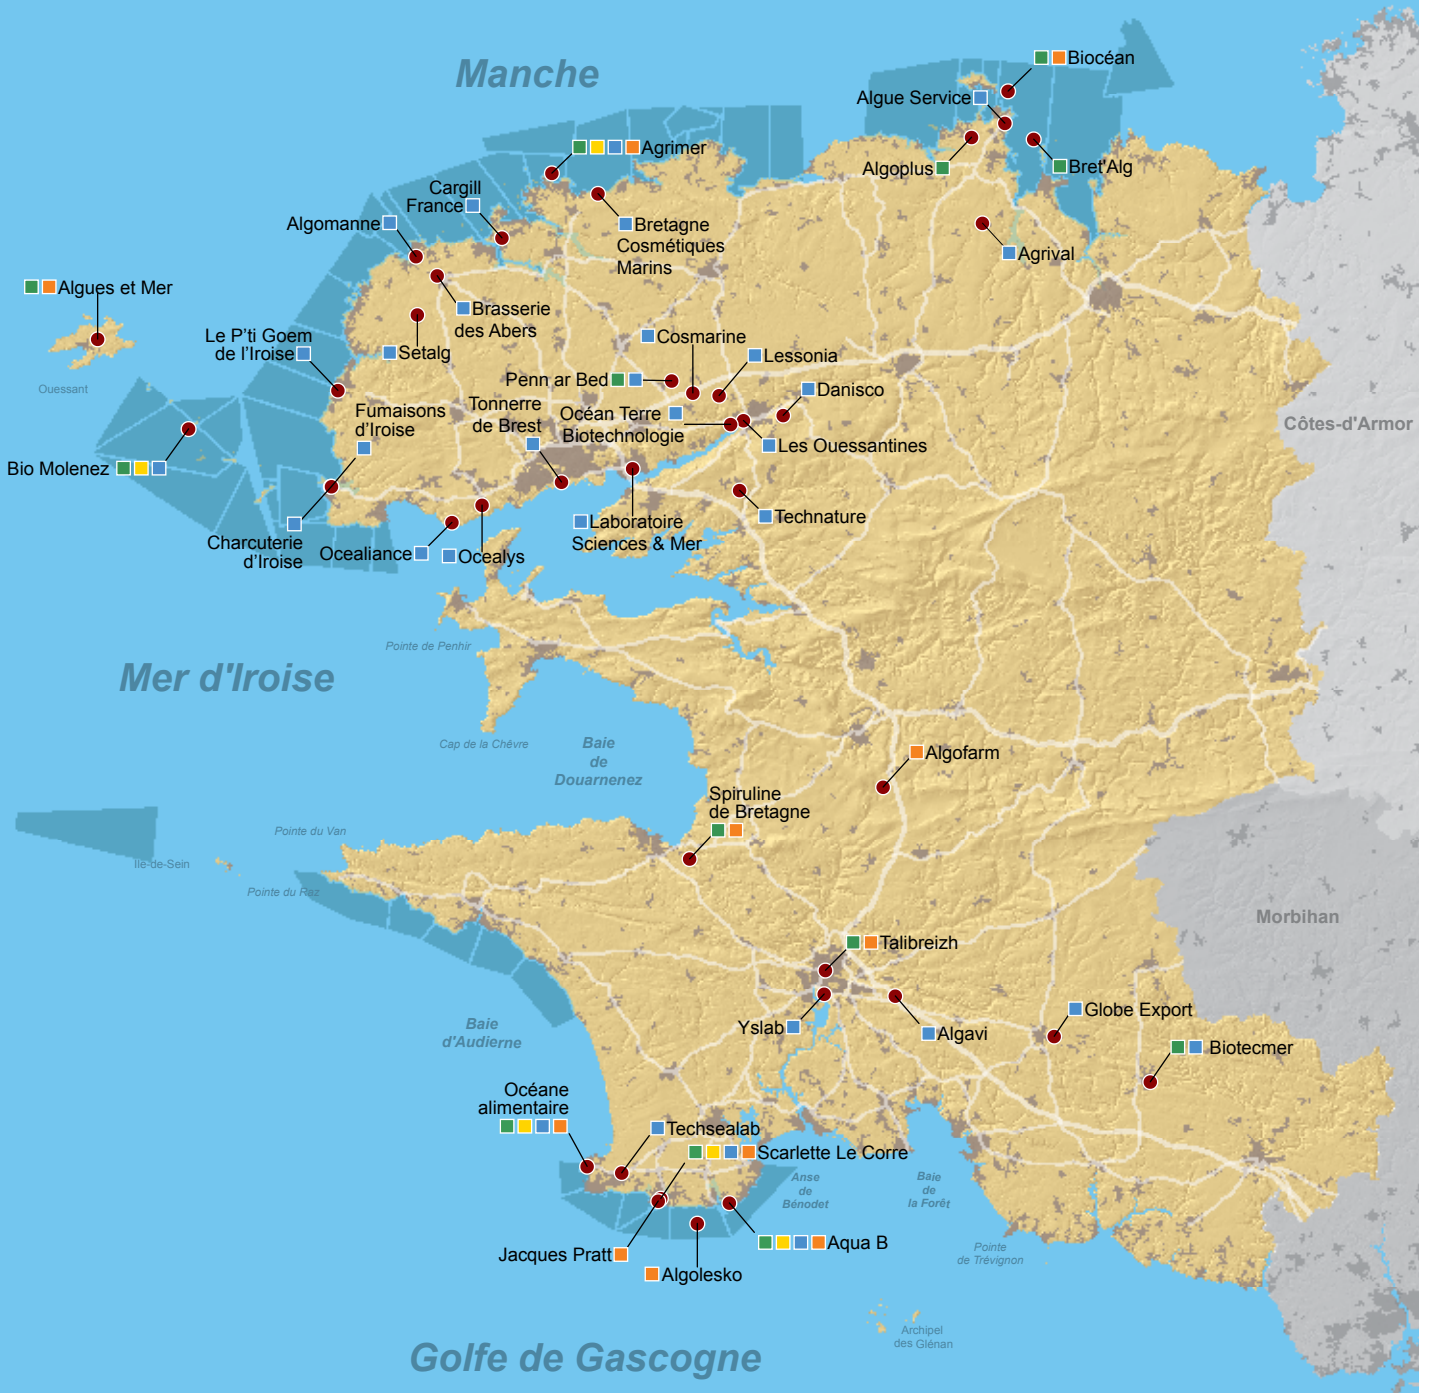 Manche
Biocéan
Algue Service
Agrimer
Algoplus
Bret'Alg
Cargill
France
Algomanne
Bretagne
Cosmétiques
Marins
Agrival
Algues et Mer
Brasserie
des Abers
Le P'ti Goem
de l'Iroise
Setalg
Cosmarine
Lessonia
Ouessant
Penn ar Bed
Danisco
Fumaisons
d'Iroise
Tonnerre
de Brest
Océan Terre
Biotechnologie
Côtes-d'Armor
Les Ouessantines
Bio Molenez
Technature
Laboratoire
Sciences & Mer
Charcuterie
d'Iroise
Ocealiance
Ocealys
Pointe de Penhir
Mer d'Iroise
Cap de la Chêvre
Baie
de
Douarnenez
Algofarm
Spiruline
de Bretagne
Pointe du Van
Ile-de-Sein
Pointe du Raz
Morbihan
Talibreizh
Globe Export
Yslab
Algavi
Baie
d'Audierne
Biotecmer
Océane
alimentaire
Techsealab
Scarlette Le Corre
Anse
de
Bénodet
Baie
de
la Forêt
Aqua B
Jacques Pratt
Pointe
de Trévignon
Algolesko
Archipel
des Glénan
Golfe de Gascogne